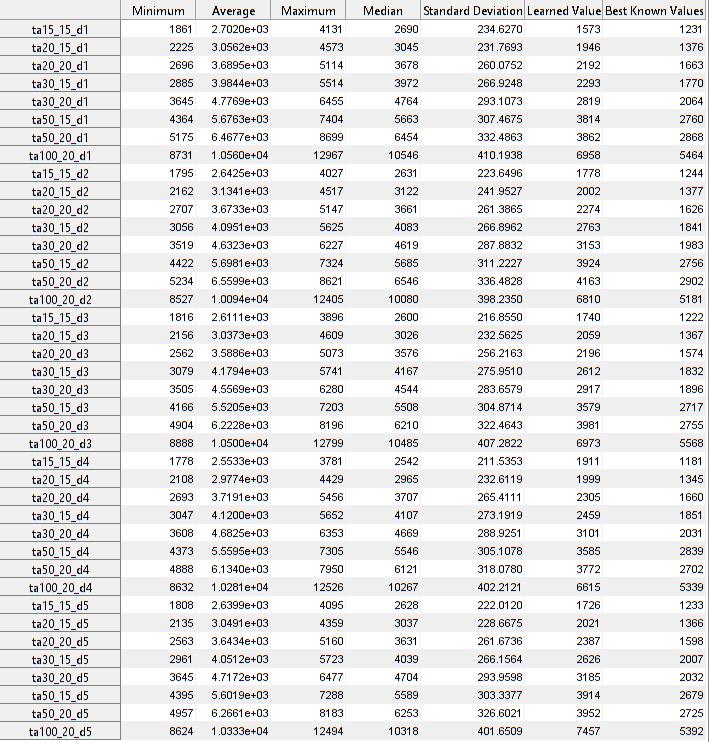 Minimum Average Maximum Median Standard Deviation Learned Value Best Known Values
ta15_15_d1 1861 2.7020e+03 4131 2690 234.6270 1573 1231
ta20_15_d1 2225 3.0562e+03 4573 3045 231.7693 1946 1376
ta20_20_d1 2696 3.6895e+03 5114 3678 260.0752 2192 1663
ta30_15_d1 2885 3.9844e+03 5514 3972 266.9248 2293 1770
ta30_20_d1 3645 4.7769e+03 6455 4764 293.1073 2819 2064
ta50_15_d1 4364 5.6763e+03 7404 5663 307.4675 3814 2760
ta50_20_d1 5175 6.4677e+03 8699 6454 332.4863 3862 2868
ta100_20_d1 8731 1.0560e+04 12967 10546 410.1938 6958 5464
ta15_15_d2 1795 2.6425e+03 4027 2631 223.6496 1778 1244
ta20_15_d2 2162 3.1341e+03 4517 3122 241.9527 2002 1377
ta20_20_d2 2707 3.6733e+03 5147 3661 261.3865 2274 1626
ta30_15_d2 3056 4.0951e+03 5625 4083 266.8962 2763 1841
ta30_20_d2 3519 4.6323e+03 6227 4619 287.8832 3153 1983
ta50_15_d2 4422 5.6981e+03 7324 5685 311.2227 3924 2756
ta50_20_d2 5234 6.5599e+03 8621 6546 336.4828 4163 2902
ta100_20_d2 8527 1.0094e+04 12405 10080 398.2350 6810 5181
ta15_15_d3 1816 2.6111e+03 3896 2600 216.8550 1740 1222
ta20_15_d3 2156 3.0373e+03 4609 3026 232.5625 2059 1367
ta20_20_d3 2562 3.5886e+03 5073 3576 256.2163 2196 1574
ta30_15_d3 3079 4.1794e+03 5741 4167 275.9510 2612 1832
ta30_20_d3 3505 4.5569e+03 6280 4544 283.6579 2917 1896
ta50_15_d3 4166 5.5205e+03 7203 5508 304.8714 3579 2717
ta50_20_d3 4904 6.2228e+03 8196 6210 322.4643 3981 2755
ta100_20_d3 8888 1.0500e+04 12799 10485 407.2822 6973 5568
ta15_15_d4 1778 2.5533e+03 3781 2542 211.5353 1911 1181
ta20_15_d4 2108 2.9774e+03 4429 2965 232.6119 1999 1345
ta20_20_d4 2693 3.7191e+03 5456 3707 265.4111 2305 1660
ta30_15_d4 3047 4.1200e+03 5652 4107 273.1919 2459 1851
ta30_20_d4 3608 4.6825e+03 6353 4669 288.9251 3101 2031
ta50_15_d4 4373 5.5595e+03 7305 5546 305.1078 3585 2839
ta50_20_d4 4888 6.1340e+03 7950 6121 318.0780 3772 2702
ta100_20_d4 8632 1.0281e+04 12526 10267 402.2121 6615 5339
ta15_15_d5 1808 2.6399e+03 4095 2628 222.0120 1726 1233
ta20_15_d5 2135 3.0491e+03 4359 3037 228.6675 2021 1366
ta20_20_d5 2563 3.6434e+03 5160 3631 261.6736 2387 1598
ta30_15_d5 2961 4.0512e+03 5723 4039 266.1564 2626 2007
ta30_20_d5 3645 4.7172e+03 6477 4704 293.9598 3185 2032
ta50_15_d5 4395 5.6019e+03 7288 5589 303.3377 3914 2679
ta50_20_d5 4957 6.2661e+03 8183 6253 326.6021 3952 2725
ta100_20_d5 8624 1.0333e+04 12494 10318 401.6509 7457 5392